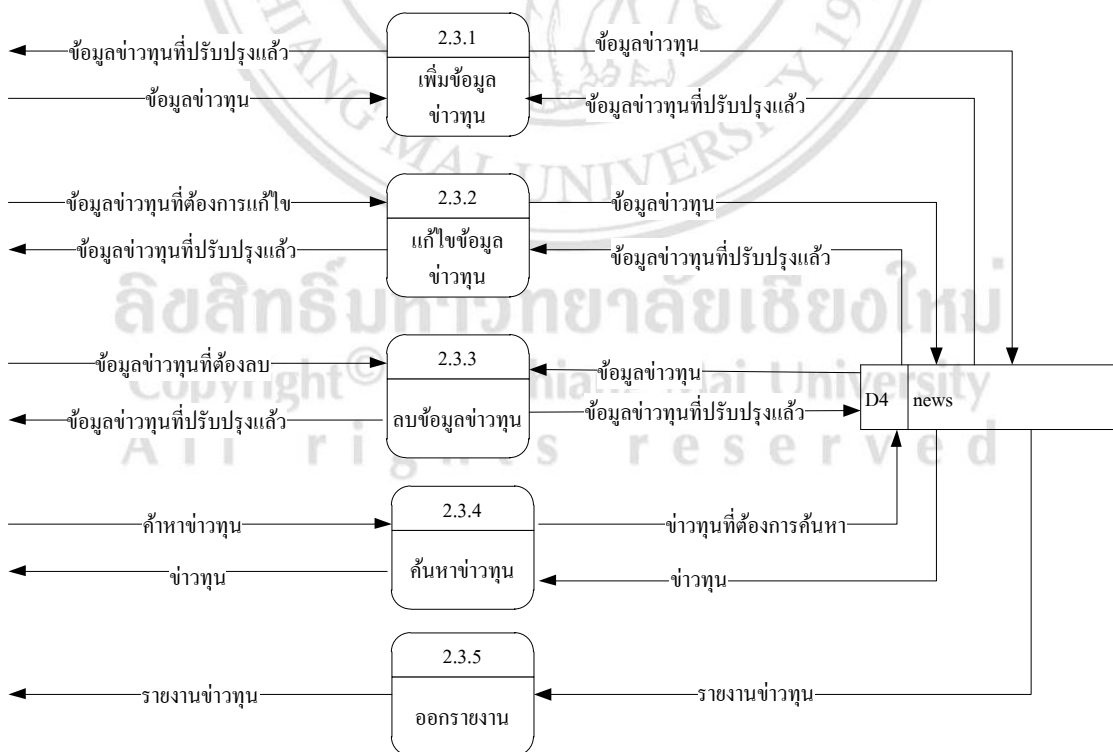 CHIANG MAI UNIVERSITY 19
2.3.1
ข้อมูลข่าวทุนที่ปรับปรุงแล้ว
ข้อมูลข่าวทุน
เพิ่มข้อมูล
ข่าวทุน
ข้อมูลข่าวทุน
ข้อมูลข่าวทุนที่ปรับปรุงแล้ว
2.3.2
ข้อมูลข่าวทุนที่ต้องการแก้ไข
ข้อมูลข่าวทุน
แก้ไขข้อมูล
ข่าวทุน
ข้อมูลข่าวทุนที่ปรับปรุงแล้ว
ข้อมูลข่าวทุนที่ปรับปรุงแล้ว
ลิขสิทธิ์มหาวิทยาลัยเชียงใหม่
2.3.3
ข้อมูลข่าวทุนที่ต้องลบ
ข้อมูลข่าวทุน
Copyright© Chiang Mai University
D4 news
ข้อมูลข่าวทุนที่ปรับปรุงแล้ว
ลบข้อมูลข่าวทุน
ข้อมูลข่าวทุนที่ปรับปรุงแล้ว
All rights reserved
2.3.4
ค้าหาข่าวทุน
ข่าวทุนที่ต้องการค้นหา
ข่าวทุน
ค้นหาข่าวทุน
ข่าวทุน
2.3.5
รายงานข่าวทุน
ออกรายงาน
รายงานข่าวทุน